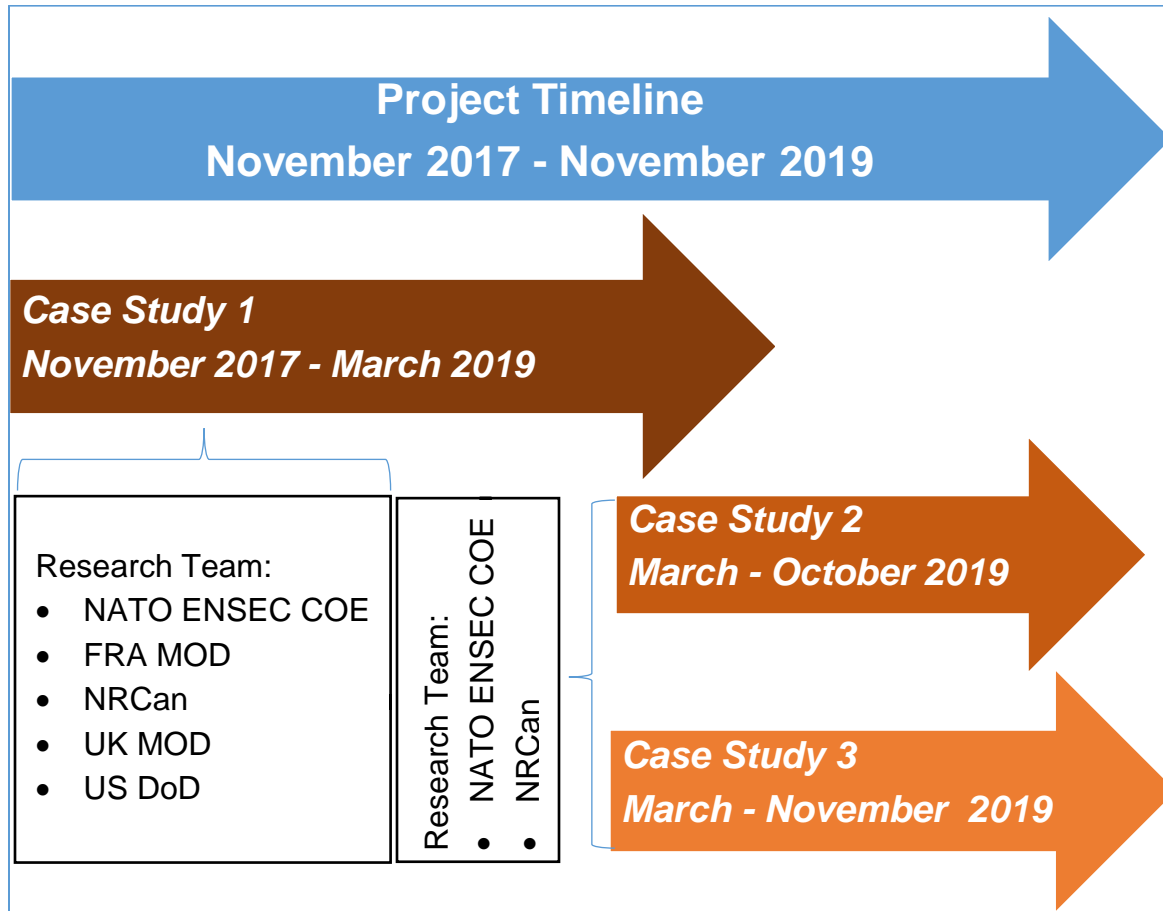 Project Timeline
November 2017 - November 2019
Case Study 1
November 2017 - March 2019
Research Team:
• NATO ENSEC COE
• FRA MOD
• NRCan
• UK MOD
• US DoD
Research Team:
• NATO ENSEC COE
• NRCan
Case Study 2
March - October 2019
Case Study 3
March - November  2019